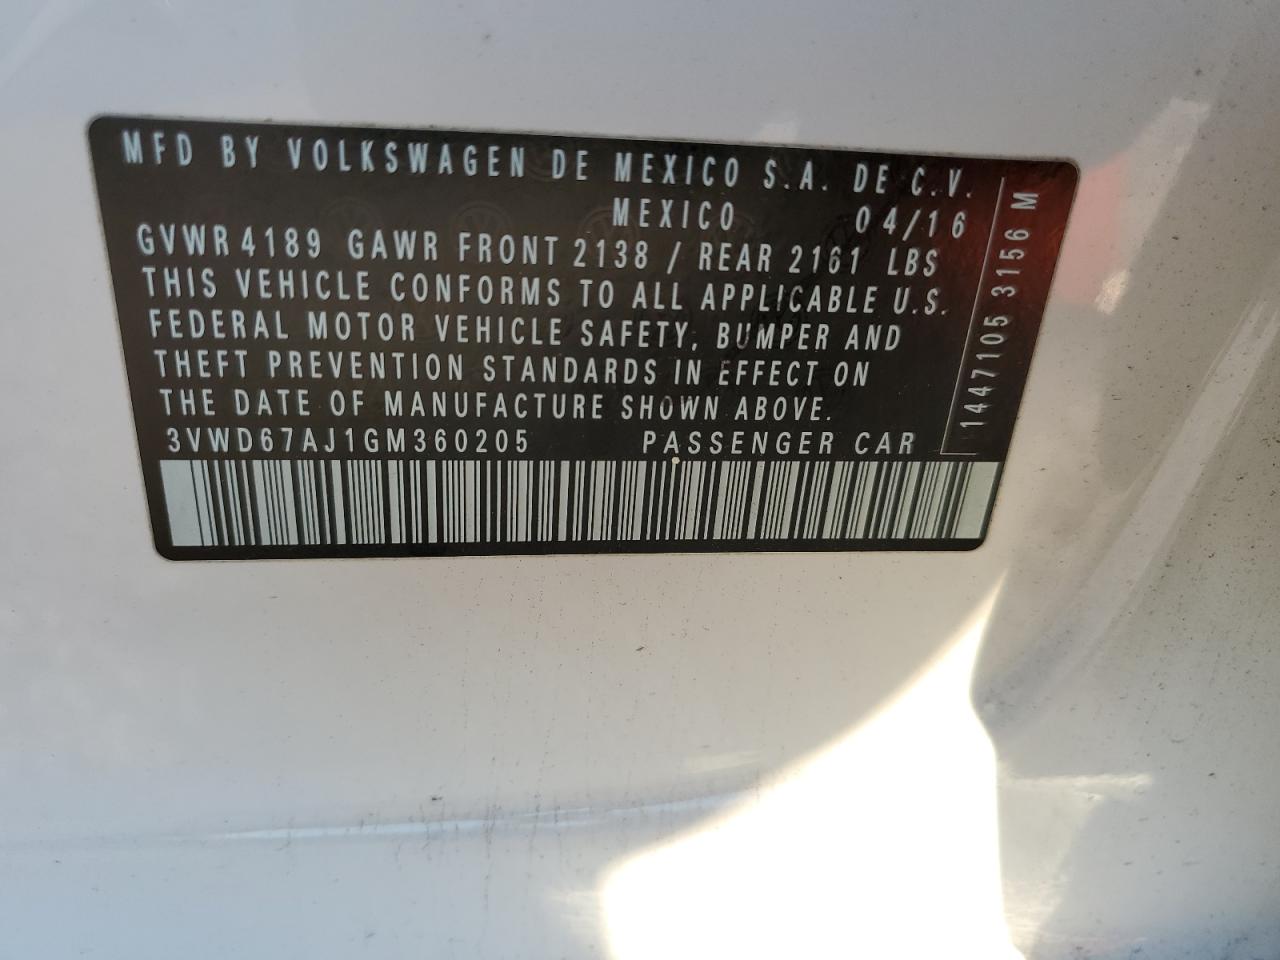 MFD BY VOLKSWAGEN DE MEXICO S.A. DE C.V.
MEXICO 04/16
GVWR 4189 GAWR FRONT 2138 / REAR 2161 LBS
THIS VEHICLE CONFORMS TO ALL APPLICABLE U.S.
FEDERAL MOTOR VEHICLE SAFETY, BUMPER AND
THEFT PREVENTION STANDARDS IN EFFECT ON
THE DATE OF MANUFACTURE SHOWN ABOVE.
3VWD67AJ1GM360205 PASSENGER CAR
1447105 3156 M